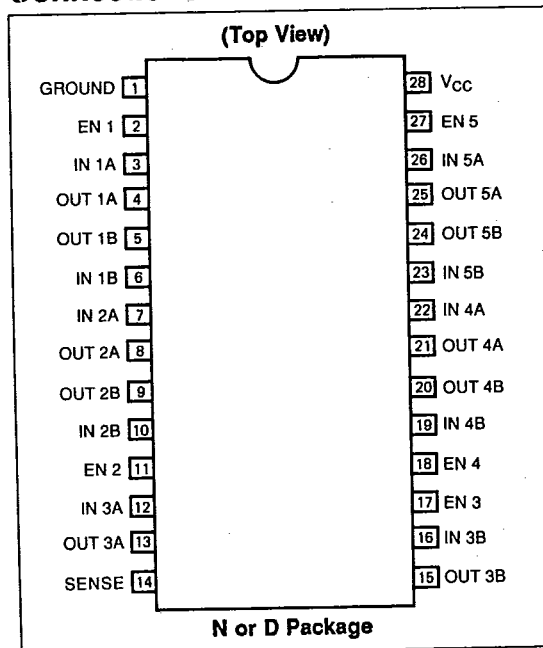 (Top View)
GROUND 1
EN 1 2
IN 1A 3
OUT 1A 4
OUT 1B 5
IN 1B 6
IN 2A 7
OUT 2A 8
OUT 2B 9
IN 2B 10
EN 2 11
IN 3A 12
OUT 3A 13
SENSE 14
28 VCC
27 EN 5
26 IN 5A
25 OUT 5A
24 OUT 5B
23 IN 5B
22 IN 4A
21 OUT 4A
20 OUT 4B
19 IN 4B
18 EN 4
17 EN 3
16 IN 3B
15 OUT 3B
N or D Package